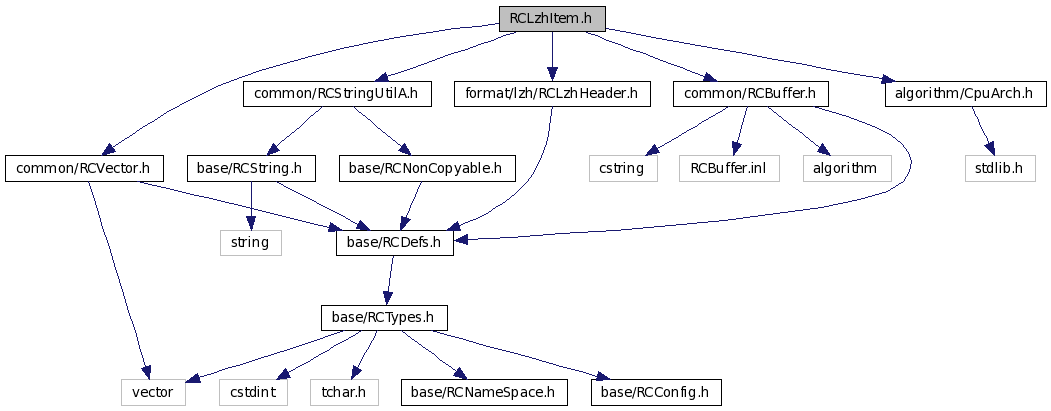 RCLzhItem.h
common/RCStringUtilA.h
format/lzh/RCLzhHeader.h
common/RCBuffer.h
algorithm/CpuArch.h
common/RCVector.h
base/RCString.h
base/RCNonCopyable.h
cstring
RCBuffer.inl
algorithm
stdlib.h
string
base/RCDefs.h
base/RCTypes.h
vector
cstdint
tchar.h
base/RCNameSpace.h
base/RCConfig.h